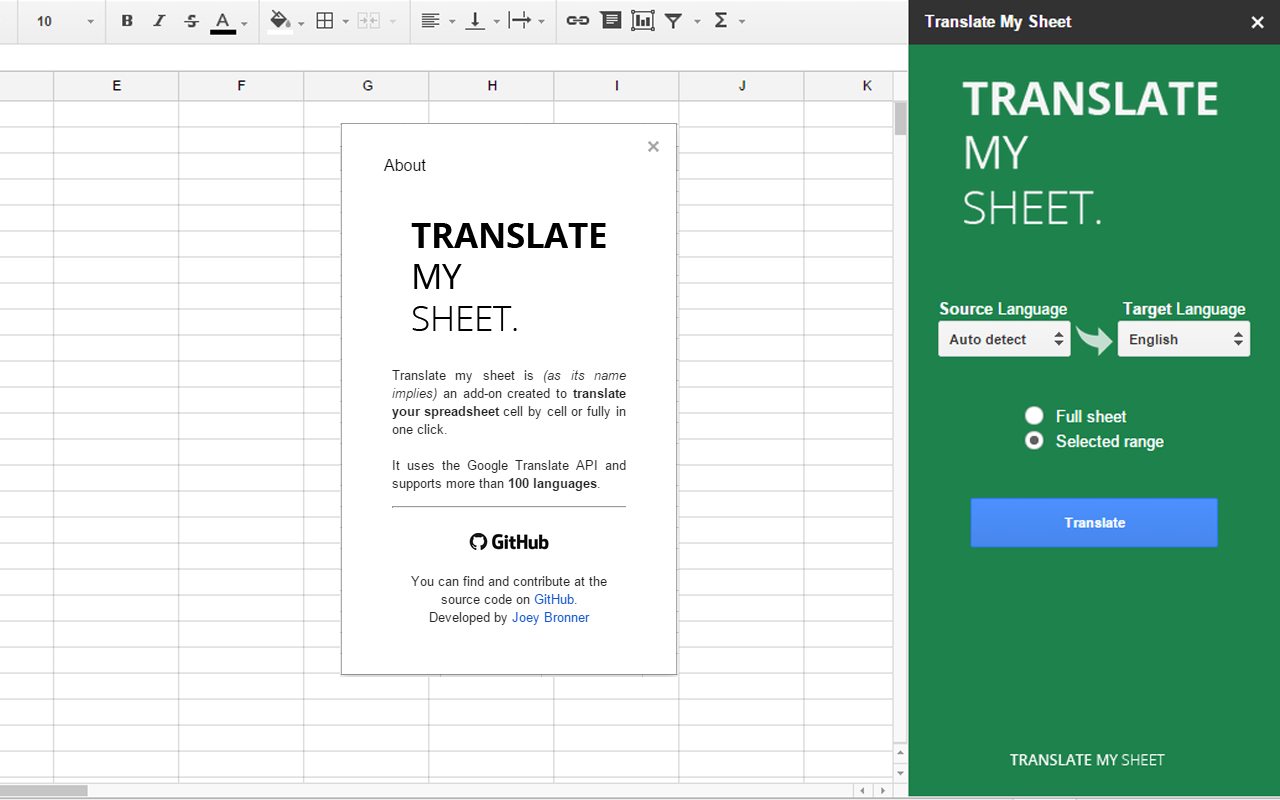 10
B
I
S
A
Σ
Translate My Sheet
E
F
G
H
I
J
K
About
TRANSLATE
MY
SHEET.
Translate my sheet is (as its name
implies) an add-on created to translate
your spreadsheet cell by cell or fully in
one click.
It uses the Google Translate API and
supports more than 100 languages.
GitHub
You can find and contribute at the
source code on GitHub.
Developed by Joey Bronner
TRANSLATE
MY
SHEET.
Source Language
Target Language
Auto detect
English
Full sheet
Selected range
Translate
TRANSLATE MY SHEET